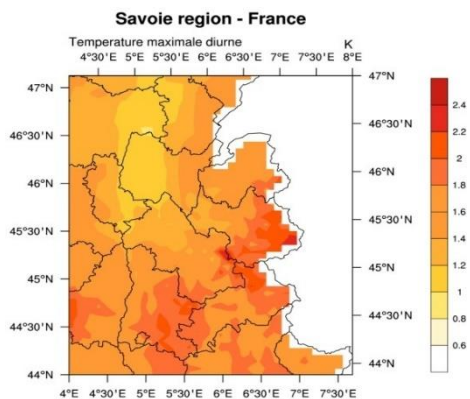 Savoie region - France
Temperature maximale diurne K
4°30'E 5°E 5°30'E 6°E 6°30'E 7°E 7°30'E 8°E
47°N 47°N
46°30'N 46°30'N
46°N 46°N
45°30'N 45°30'N
45°N 45°N
44°30'N 44°30'N
44°N 44°N
4°E 4°30'E 5°E 5°30'E 6°E 6°30'E 7°E 7°30'E
2.4
2.2
2
1.8
1.6
1.4
1.2
1
0.8
0.6